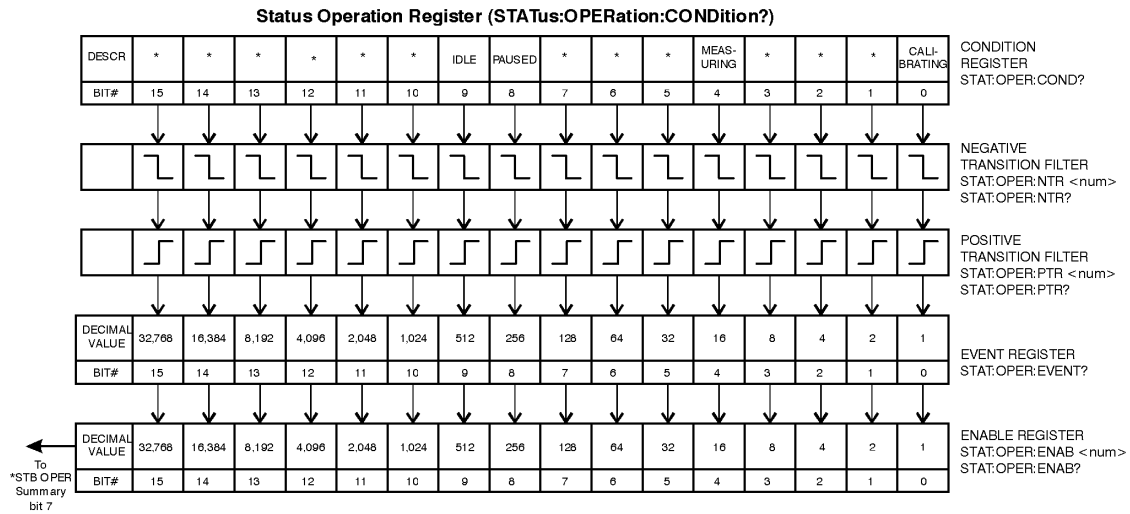 Status Operation Register (STATus:OPERation:CONDition?)
DESCR * * * * * * IDLE PAUSED * * * MEAS-URING * * * CALI-BRATING
BIT# 15 14 13 12 11 10 9 8 7 6 5 4 3 2 1 0
CONDITION
REGISTER
STAT:OPER:COND?
NEGATIVE
TRANSITION FILTER
STAT:OPER:NTR <num>
STAT:OPER:NTR?
POSITIVE
TRANSITION FILTER
STAT:OPER:PTR <num>
STAT:OPER:PTR?
DECIMAL VALUE 32,768 16,384 8,192 4,096 2,048 1,024 512 256 128 64 32 16 8 4 2 1
BIT# 15 14 13 12 11 10 9 8 7 6 5 4 3 2 1 0
EVENT REGISTER
STAT:OPER:EVENT?
DECIMAL VALUE 32,768 16,384 8,192 4,096 2,048 1,024 512 256 128 64 32 16 8 4 2 1
BIT# 15 14 13 12 11 10 9 8 7 6 5 4 3 2 1 0
ENABLE REGISTER
STAT:OPER:ENAB <num>
STAT:OPER:ENAB?
To
*STB OPER
Summary
bit 7